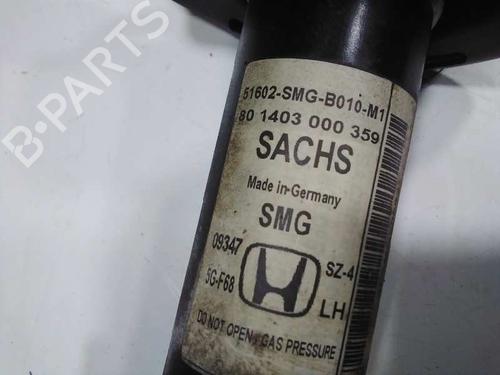 B-PARTS
51602-SMG-B010-M1
80 1403 000 359
SACHS
Made in-Germany
SMG
09347
SZ-4
5G-F68
LH
DO NOT OPEN, GAS PRESSURE